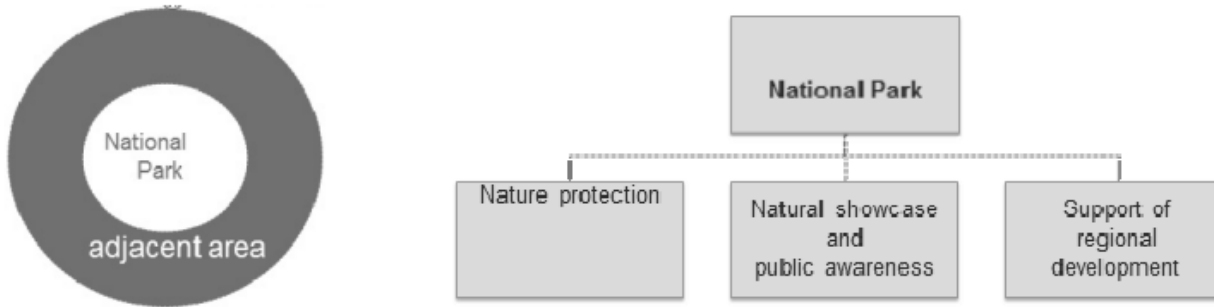 National
Park
adjacent area
National Park
Nature protection
Natural showcase
and
public awareness
Support of
regional
development